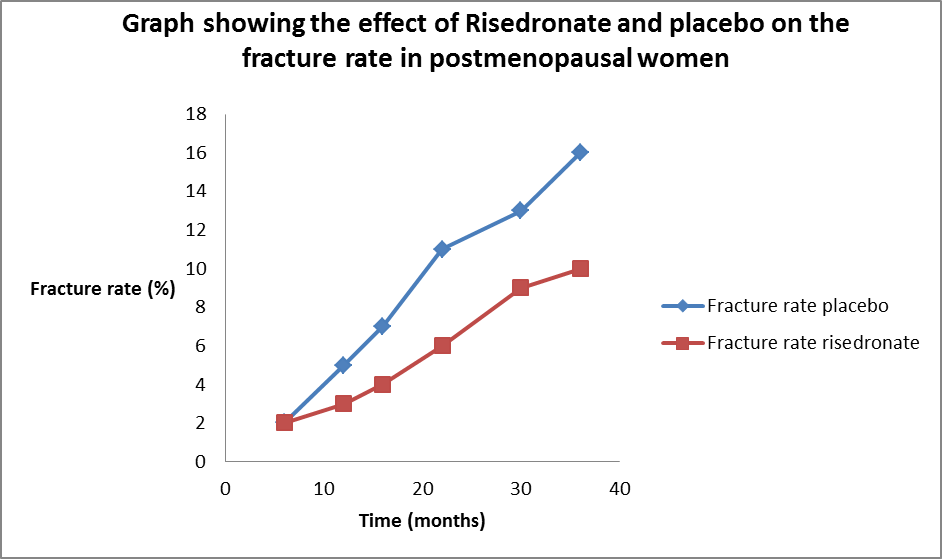 Graph showing the effect of Risedronate and placebo on the
fracture rate in postmenopausal women
18
16
14
12
10
8
6
4
2
0
Fracture rate (%)
0 10 20 30 40
Time (months)
Fracture rate placebo
Fracture rate risedronate